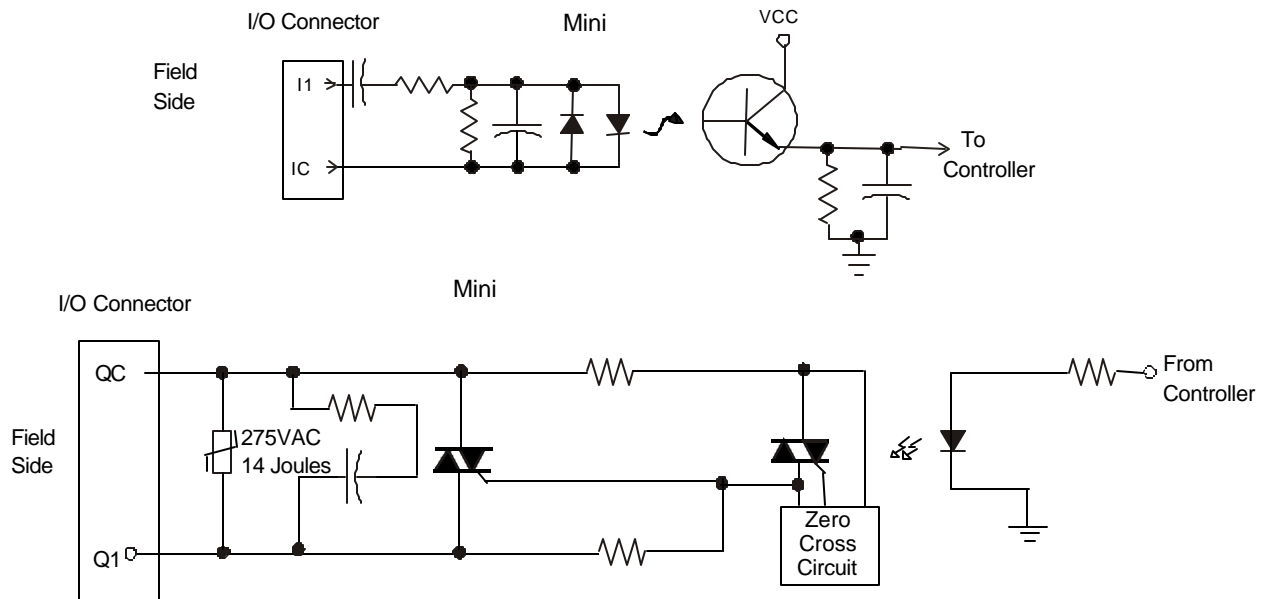 I/O Connector
Mini
VCC
Field
Side
I1
IC
To
Controller
I/O Connector
Mini
QC
From
Controller
Field
Side
275VAC
14 Joules
Q1
Zero
Cross
Circuit